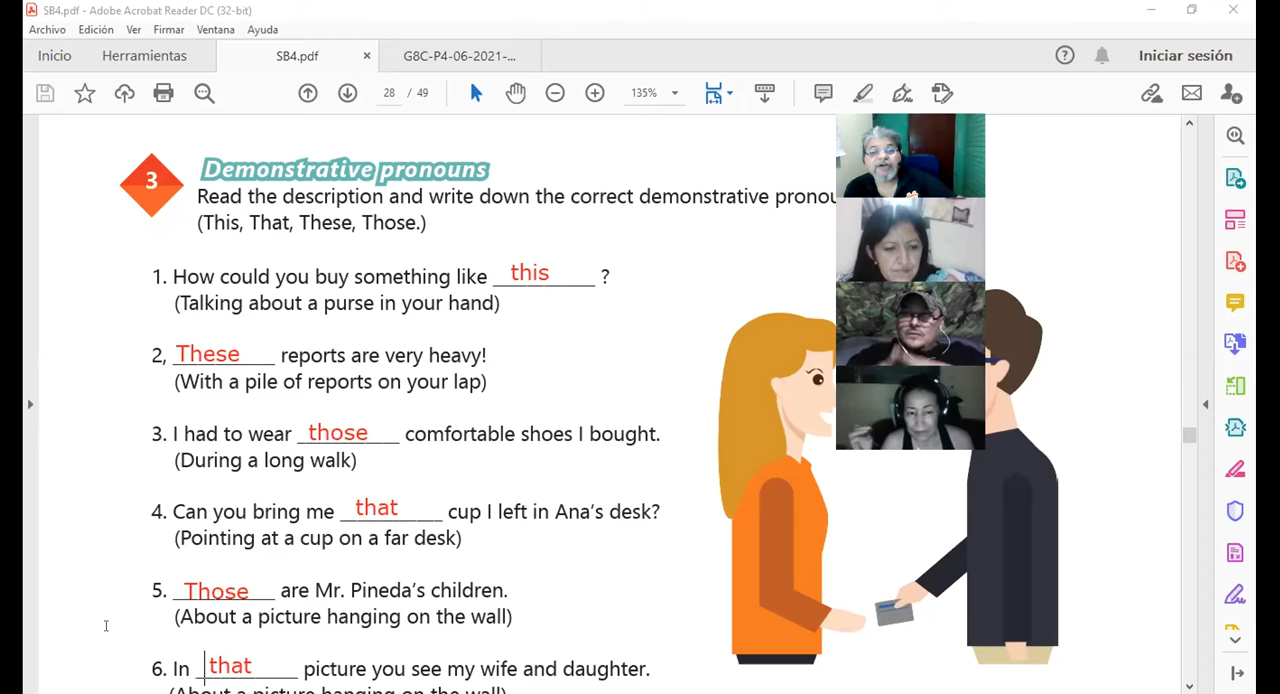 SB4.pdf - Adobe Acrobat Reader DC (32-bit)
Archivo Edición Ver Firmar Ventana Ayuda
Inicio Herramientas SB4.pdf × G8C-P4-06-2021-... Iniciar sesión
28 / 49 135%
3
Demonstrative pronouns
Read the description and write down the correct demonstrative pronou
(This, That, These, Those.)
1. How could you buy something like this ?
(Talking about a purse in your hand)
2, These reports are very heavy!
(With a pile of reports on your lap)
3. I had to wear those comfortable shoes I bought.
(During a long walk)
4. Can you bring me that cup I left in Ana's desk?
(Pointing at a cup on a far desk)
5. Those are Mr. Pineda's children.
(About a picture hanging on the wall)
6. In that picture you see my wife and daughter.
(About a picture hanging on the wall)